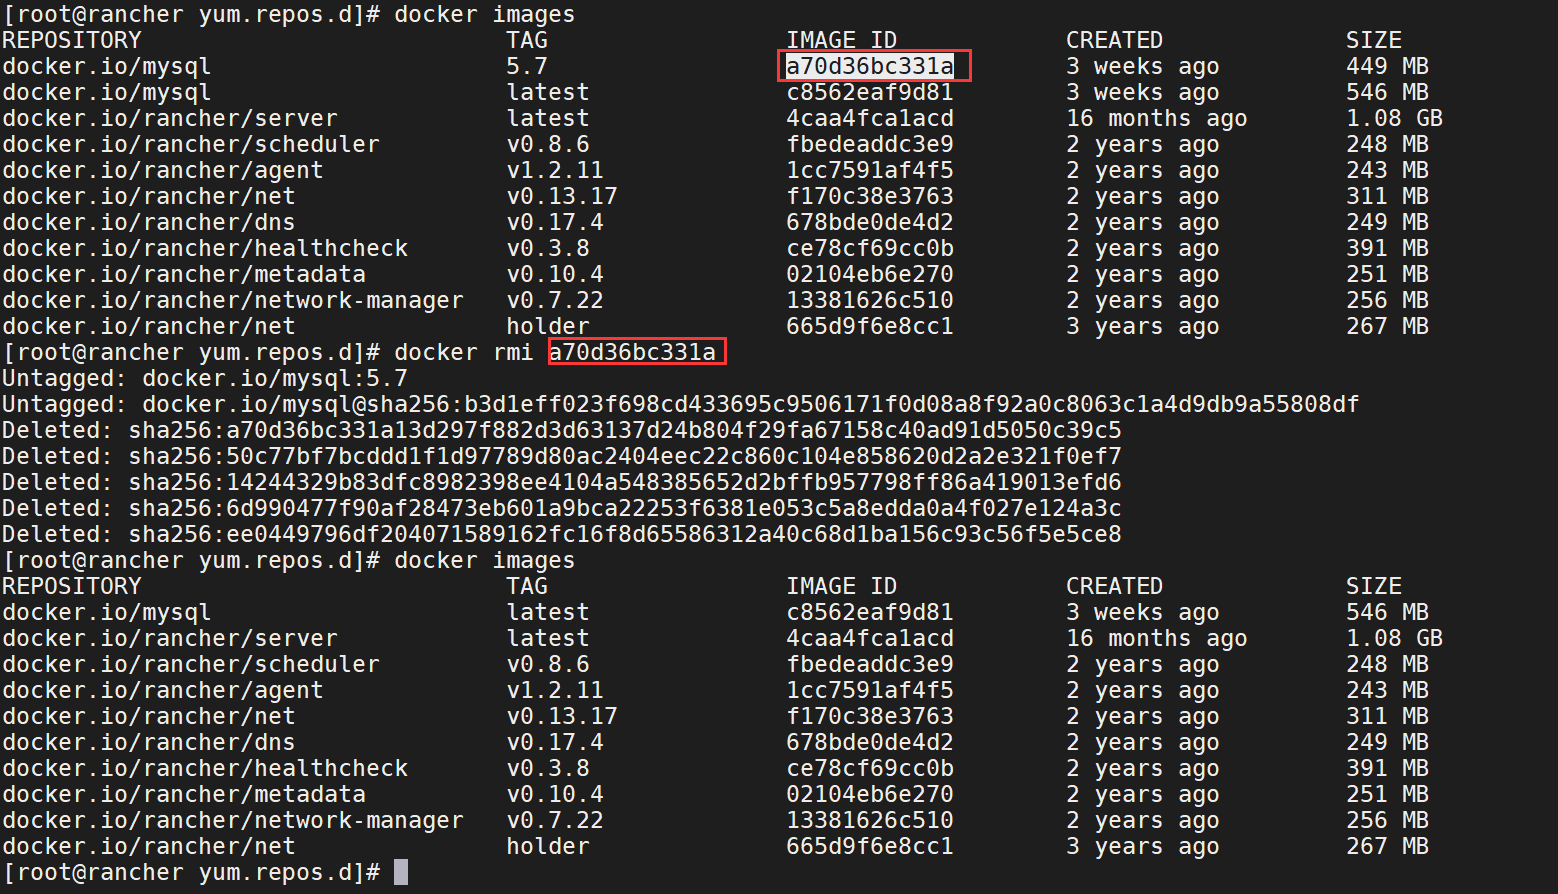 [root@rancher yum.repos.d]# docker images
REPOSITORY TAG IMAGE ID CREATED SIZE
docker.io/mysql 5.7 a70d36bc331a 3 weeks ago 449 MB
docker.io/mysql latest c8562eaf9d81 3 weeks ago 546 MB
docker.io/rancher/server latest 4caa4fca1acd 16 months ago 1.08 GB
docker.io/rancher/scheduler v0.8.6 fbedeaddc3e9 2 years ago 248 MB
docker.io/rancher/agent v1.2.11 1cc7591af4f5 2 years ago 243 MB
docker.io/rancher/net v0.13.17 f170c38e3763 2 years ago 311 MB
docker.io/rancher/dns v0.17.4 678bde0de4d2 2 years ago 249 MB
docker.io/rancher/healthcheck v0.3.8 ce78cf69cc0b 2 years ago 391 MB
docker.io/rancher/metadata v0.10.4 02104eb6e270 2 years ago 251 MB
docker.io/rancher/network-manager v0.7.22 13381626c510 2 years ago 256 MB
docker.io/rancher/net holder 665d9f6e8cc1 3 years ago 267 MB
[root@rancher yum.repos.d]# docker rmi a70d36bc331a
Untagged: docker.io/mysql:5.7
Untagged: docker.io/mysql@sha256:b3d1eff023f698cd433695c9506171f0d08a8f92a0c8063c1a4d9db9a55808df
Deleted: sha256:a70d36bc331a13d297f882d3d63137d24b804f29fa67158c40ad91d5050c39c5
Deleted: sha256:50c77bf7bcddd1f1d97789d80ac2404eec22c860c104e858620d2a2e321f0ef7
Deleted: sha256:14244329b83dfc8982398ee4104a548385652d2bffb957798ff86a419013efd6
Deleted: sha256:6d990477f90af28473eb601a9bca22253f6381e053c5a8edda0a4f027e124a3c
Deleted: sha256:ee0449796df204071589162fc16f8d65586312a40c68d1ba156c93c56f5e5ce8
[root@rancher yum.repos.d]# docker images
REPOSITORY TAG IMAGE ID CREATED SIZE
docker.io/mysql latest c8562eaf9d81 3 weeks ago 546 MB
docker.io/rancher/server latest 4caa4fca1acd 16 months ago 1.08 GB
docker.io/rancher/scheduler v0.8.6 fbedeaddc3e9 2 years ago 248 MB
docker.io/rancher/agent v1.2.11 1cc7591af4f5 2 years ago 243 MB
docker.io/rancher/net v0.13.17 f170c38e3763 2 years ago 311 MB
docker.io/rancher/dns v0.17.4 678bde0de4d2 2 years ago 249 MB
docker.io/rancher/healthcheck v0.3.8 ce78cf69cc0b 2 years ago 391 MB
docker.io/rancher/metadata v0.10.4 02104eb6e270 2 years ago 251 MB
docker.io/rancher/network-manager v0.7.22 13381626c510 2 years ago 256 MB
docker.io/rancher/net holder 665d9f6e8cc1 3 years ago 267 MB
[root@rancher yum.repos.d]#